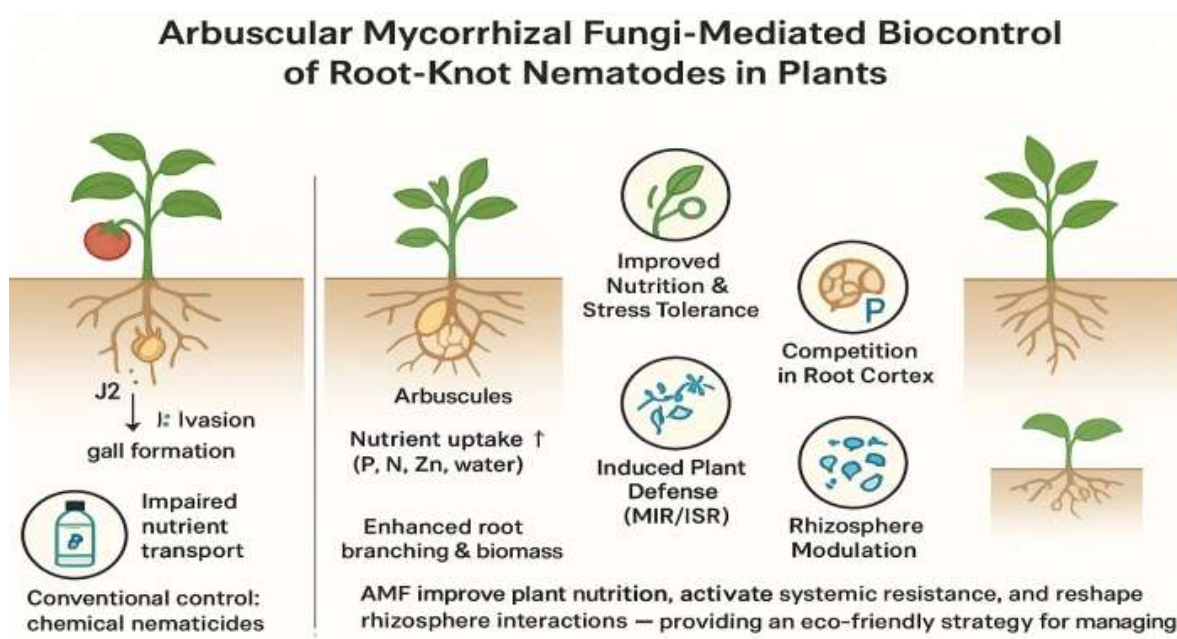 Arbuscular Mycorrhizal Fungi-Mediated Biocontrol
of Root-Knot Nematodes in Plants
J2
I: Ivasion
gall formation
Impaired
nutrient
transport
Conventional control:
chemical nematicides
Arbuscules
Nutrient uptake ↑
(P, N, Zn, water)
Enhanced root
branching & biomass
Improved
Nutrition &
Stress Tolerance
P
Competition
in Root Cortex
Induced Plant
Defense
(MIR/ISR)
Rhizosphere
Modulation
AMF improve plant nutrition, activate systemic resistance, and reshape
rhizosphere interactions — providing an eco-friendly strategy for managing